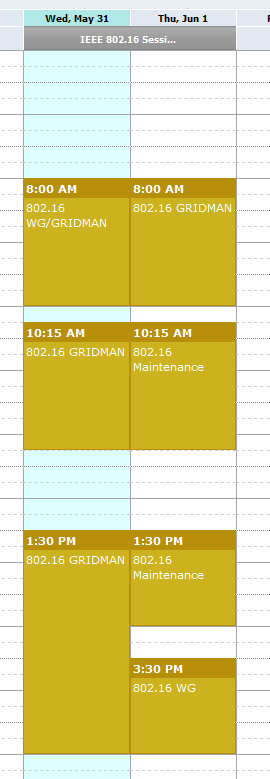 Wed, May 31
Thu, Jun 1
IEEE 802.16 Sessi...
8:00 AM
802.16
WG/GRIDMAN
8:00 AM
802.16 GRIDMAN
10:15 AM
802.16 GRIDMAN
10:15 AM
802.16
Maintenance
1:30 PM
802.16 GRIDMAN
1:30 PM
802.16
Maintenance
3:30 PM
802.16 WG